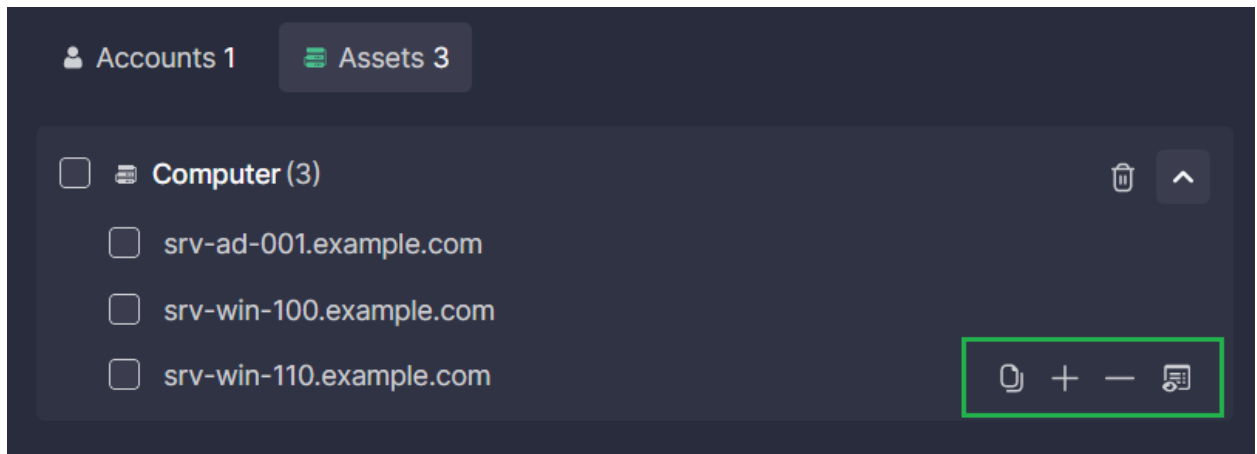 Accounts 1 Assets 3
Computer (3)
srv-ad-001.example.com
srv-win-100.example.com
srv-win-110.example.com